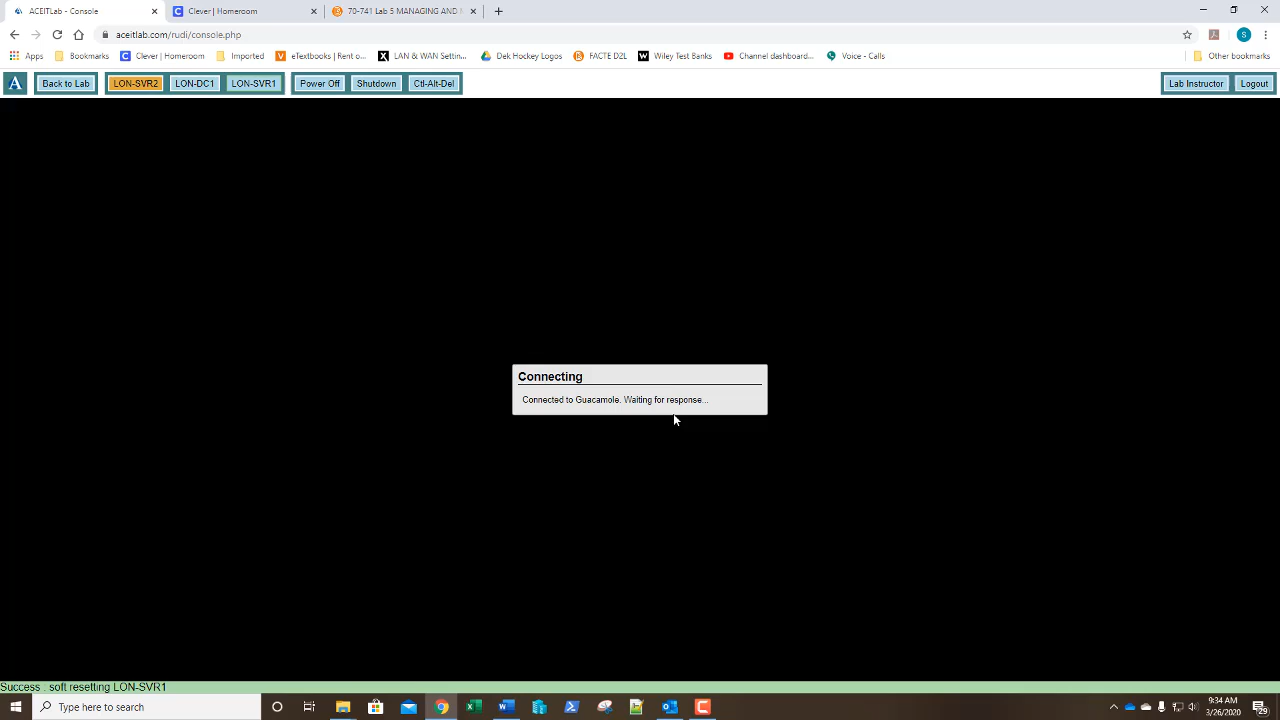 ACEITLab - Console
Clever | Homeroom
70-741 Lab 5 MANAGING AND M
aceitlab.com/rudi/console.php
Apps
Bookmarks
Clever | Homeroom
Imported
eTextbooks | Rent o...
LAN & WAN Settin...
Dek Hockey Logos
FACTE D2L
Wiley Test Banks
Channel dashboard...
Voice - Calls
Other bookmarks
A
Back to Lab
LON-SVR2
LON-DC1
LON-SVR1
Power Off
Shutdown
Ctl-Alt-Del
Lab Instructor
Logout
Connecting
Connected to Guacamole. Waiting for response...
Success : soft resetting LON-SVR1
Type here to search
9:34 AM
3/26/2020